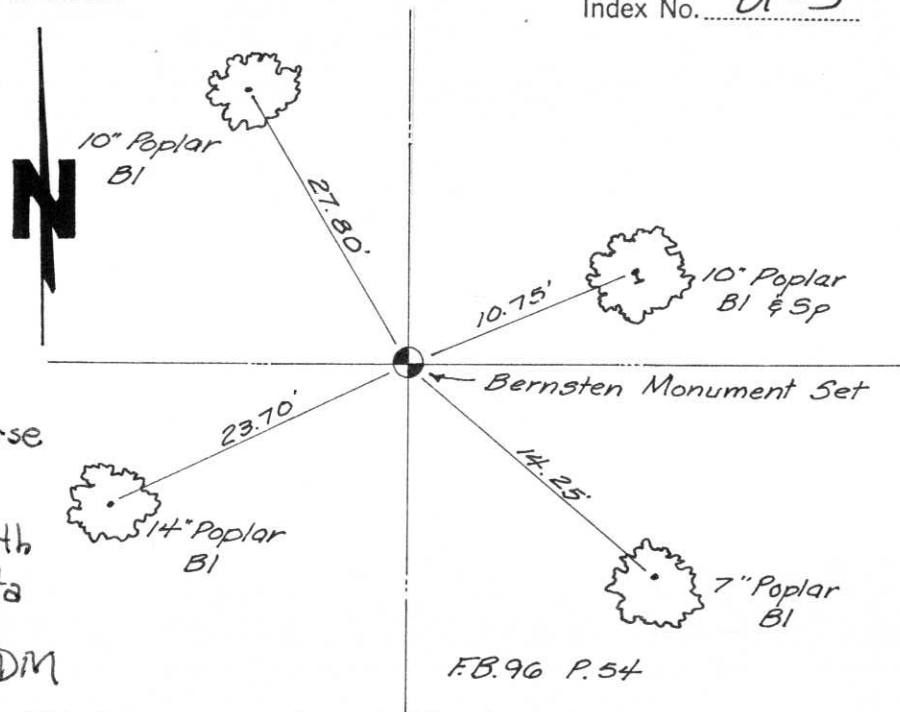 Index No.
N
10" Poplar
Bl
27.80'
10.75'
10" Poplar
Bl & Sp
Bernsten Monument Set
23.70'
14.25'
14" Poplar
Bl
7" Poplar
Bl
F.B. 96 P. 54